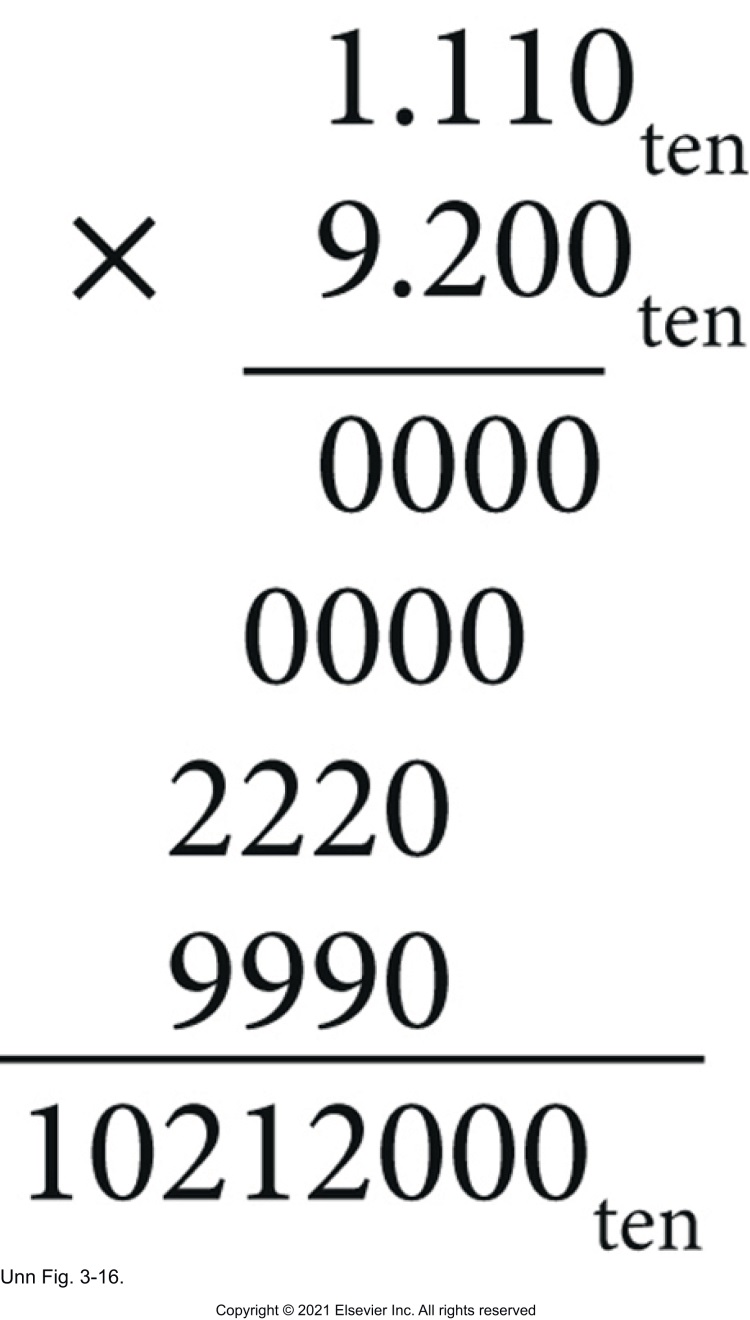 1.110ten
× 9.200ten
0000
0000
2220
9990
10212000ten
Unn Fig. 3-16.
Copyright © 2021 Elsevier Inc. All rights reserved